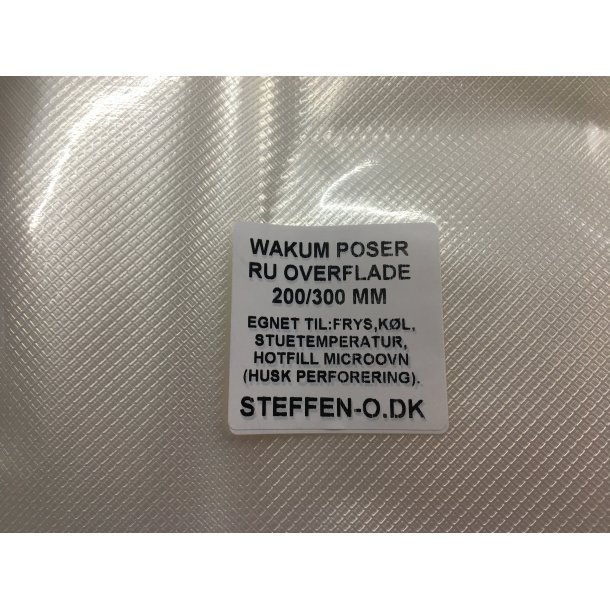 WAKUM POSER
RU OVERFLADE
200/300 MM
EGNET TIL:FRYS,KØL,
STUETEMPERATUR,
HOTFILL MICROOVN
(HUSK PERFORERING).
STEFFEN-O.DK